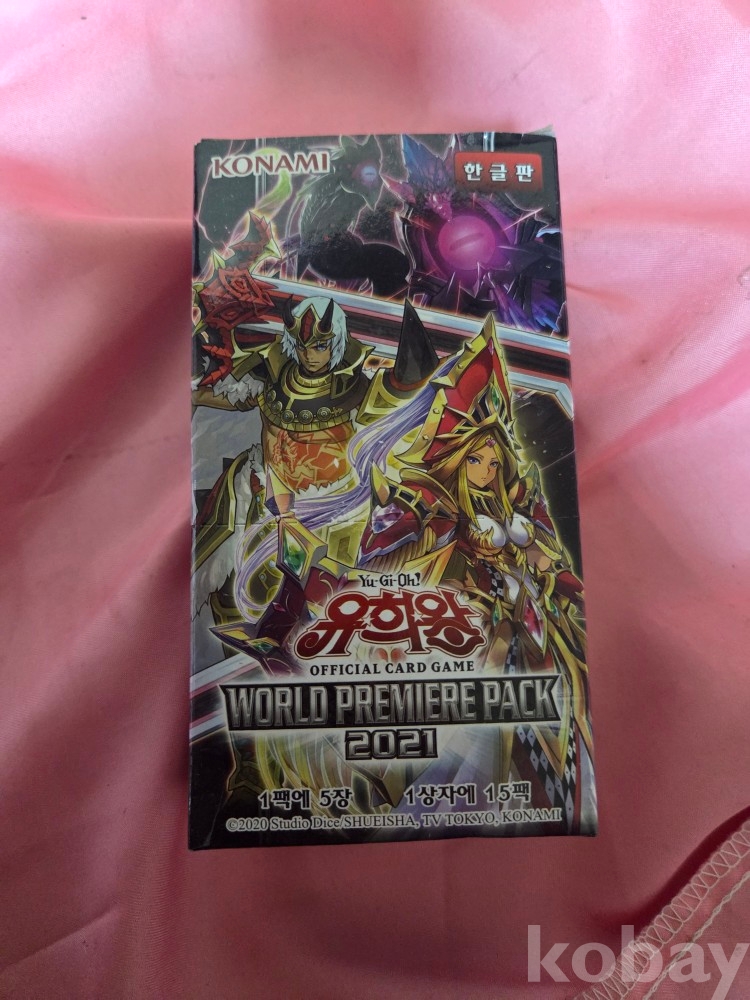 KONAMI
한글판
Yu-Gi-Oh!
유희왕
OFFICIAL CARD GAME
WORLD PREMIERE PACK
2021
1팩에 5장 1상자에 15팩
©2020 Studio Dice/SHUEISHA, TV TOKYO, KONAMI
kobay